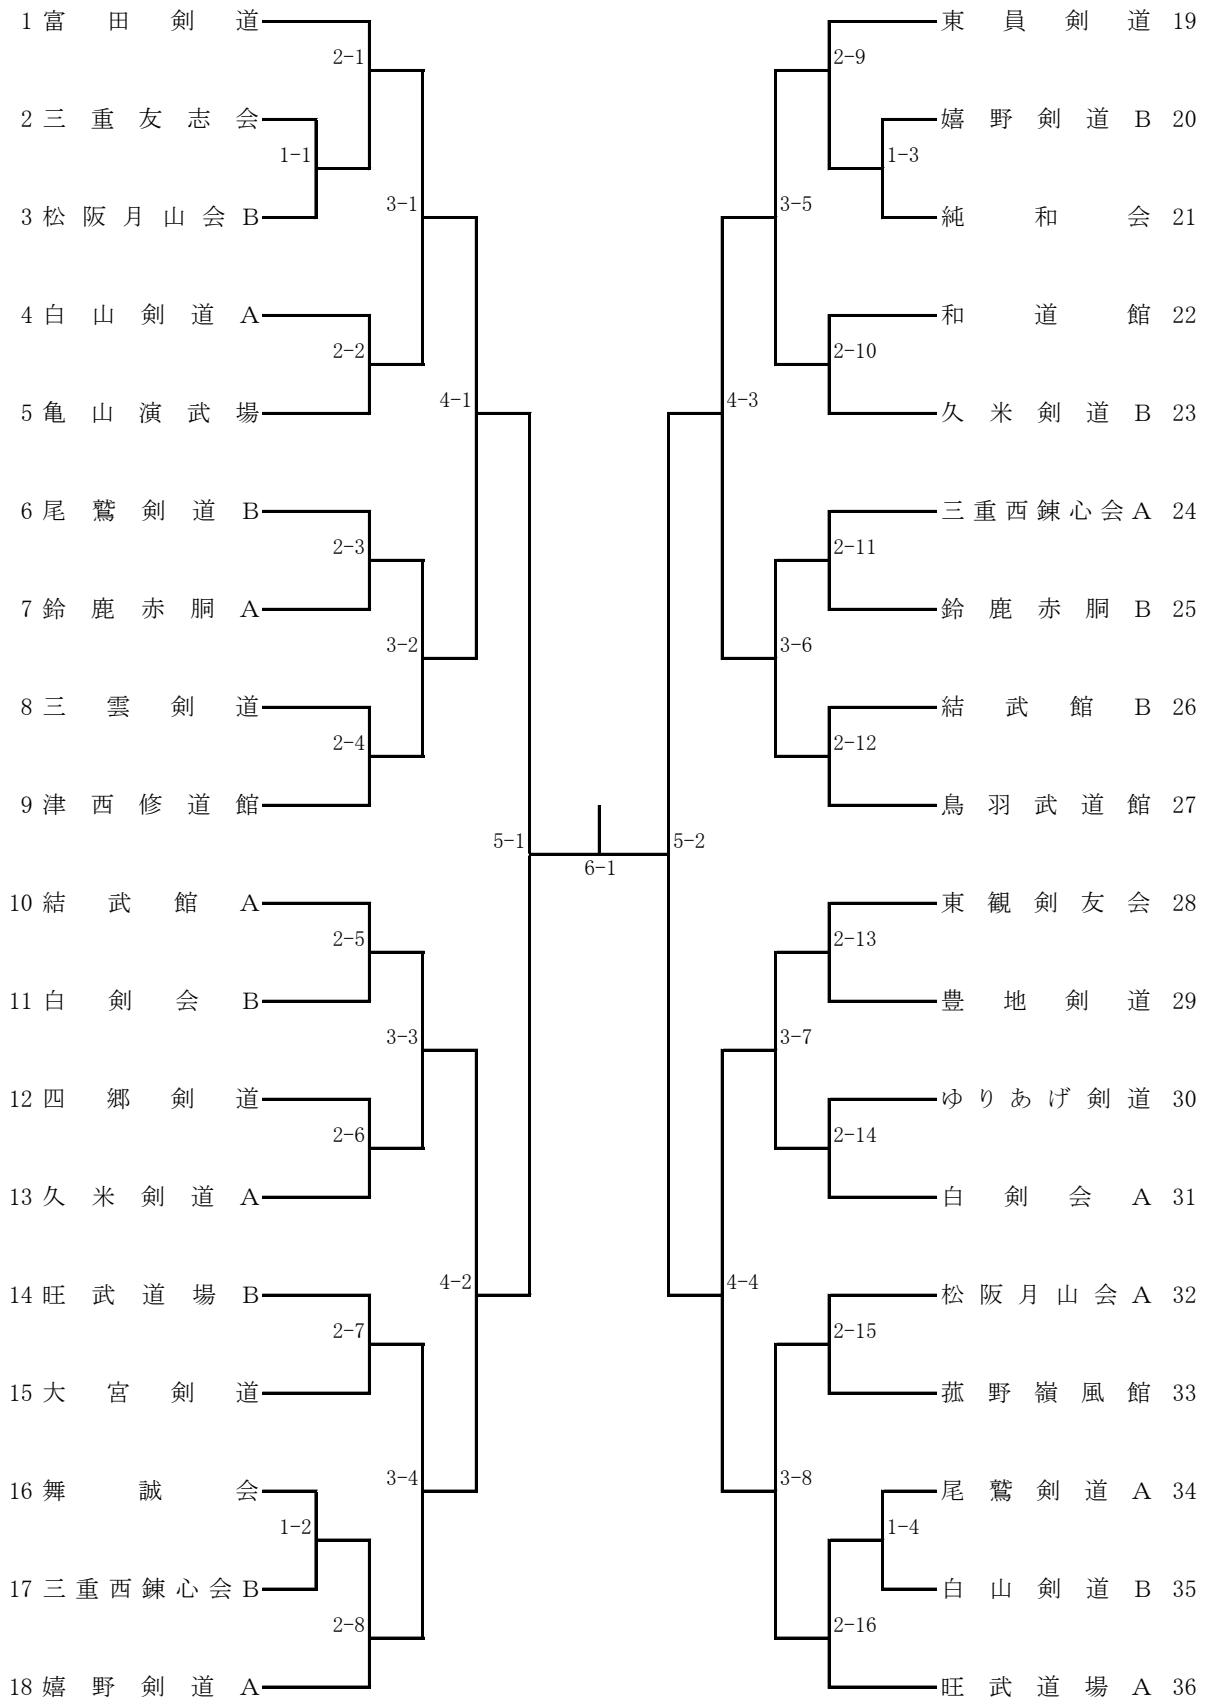 1 富田剣道
2-1
2 三重友志会
1-1
3 松阪月山会B
3-1
4 白山剣道A
2-2
5 亀山演武場
4-1
6 尾鷲剣道B
2-3
7 鈴鹿赤胴A
3-2
8 三雲剣道
2-4
9 津西修道館
5-1
10 結武館A
2-5
11 白剣会B
3-3
12 四郷剣道
2-6
13 久米剣道A
4-2
14 旺武道場B
2-7
15 大宮剣道
3-4
16 舞誠会
1-2
17 三重西錬心会B
2-8
18 嬉野剣道A
6-1
東員剣道 19
2-9
嬉野剣道B 20
1-3
純和会 21
3-5
和道館 22
2-10
久米剣道B 23
4-3
三重西錬心会A 24
2-11
鈴鹿赤胴B 25
3-6
結武館B 26
2-12
鳥羽武道館 27
5-2
東観剣友会 28
2-13
豊地剣道 29
3-7
ゆりあげ剣道 30
2-14
白剣会A 31
4-4
松阪月山会A 32
2-15
菰野嶺風館 33
3-8
尾鷲剣道A 34
1-4
白山剣道B 35
2-16
旺武道場A 36